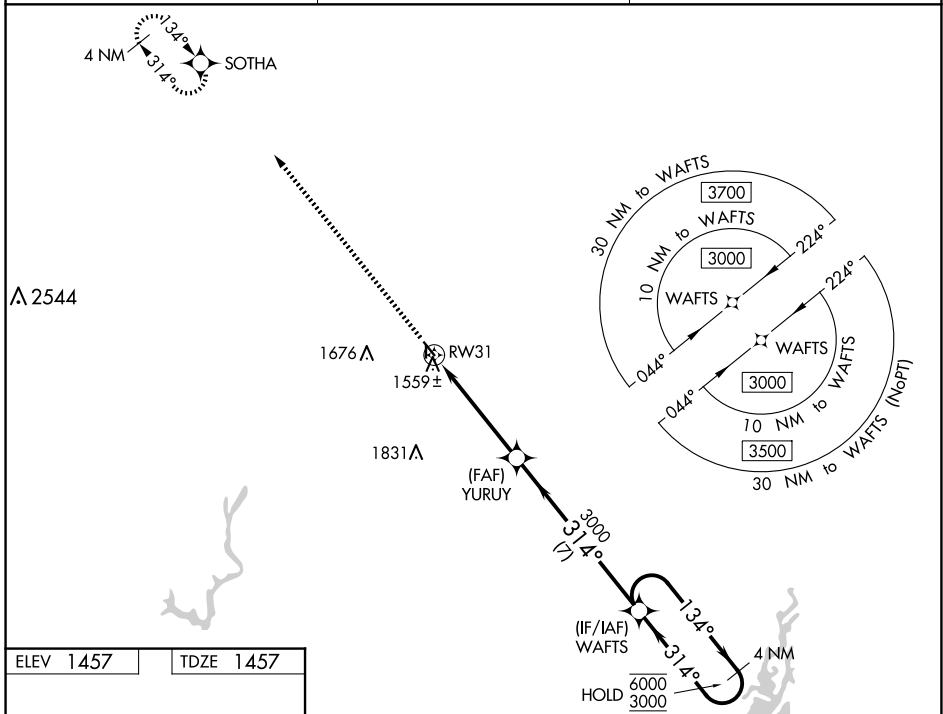 134°
4 NM
314°
SOTHA
2544
1676
RW31
1559±
1831
(FAF)
YURUY
3000
314°
(7)
(IF/IAF)
WAFTS
134°
314°
4 NM
HOLD 6000
3000
30 NM to WAFTS
3700
10 NM to WAFTS
3000
224°
WAFTS
044°
224°
WAFTS
044°
3000
10 NM to WAFTS
3500
30 NM to WAFTS (NoPT)
ELEV 1457
TDZE 1457